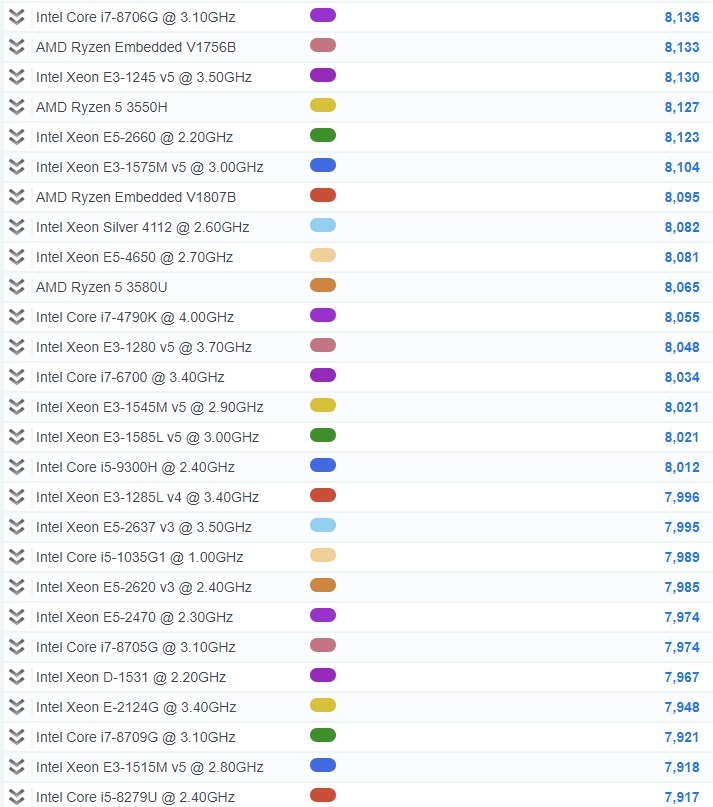 Intel Core i7-8706G @ 3.10GHz 8,136
AMD Ryzen Embedded V1756B 8,133
Intel Xeon E3-1245 v5 @ 3.50GHz 8,130
AMD Ryzen 5 3550H 8,127
Intel Xeon E5-2660 @ 2.20GHz 8,123
Intel Xeon E3-1575M v5 @ 3.00GHz 8,104
AMD Ryzen Embedded V1807B 8,095
Intel Xeon Silver 4112 @ 2.60GHz 8,082
Intel Xeon E5-4650 @ 2.70GHz 8,081
AMD Ryzen 5 3580U 8,065
Intel Core i7-4790K @ 4.00GHz 8,055
Intel Xeon E3-1280 v5 @ 3.70GHz 8,048
Intel Core i7-6700 @ 3.40GHz 8,034
Intel Xeon E3-1545M v5 @ 2.90GHz 8,021
Intel Xeon E3-1585L v5 @ 3.00GHz 8,021
Intel Core i5-9300H @ 2.40GHz 8,012
Intel Xeon E3-1285L v4 @ 3.40GHz 7,996
Intel Xeon E5-2637 v3 @ 3.50GHz 7,995
Intel Core i5-1035G1 @ 1.00GHz 7,989
Intel Xeon E5-2620 v3 @ 2.40GHz 7,985
Intel Xeon E5-2470 @ 2.30GHz 7,974
Intel Core i7-8705G @ 3.10GHz 7,974
Intel Xeon D-1531 @ 2.20GHz 7,967
Intel Xeon E-2124G @ 3.40GHz 7,948
Intel Core i7-8709G @ 3.10GHz 7,921
Intel Xeon E3-1515M v5 @ 2.80GHz 7,918
Intel Core i5-8279U @ 2.40GHz 7,917